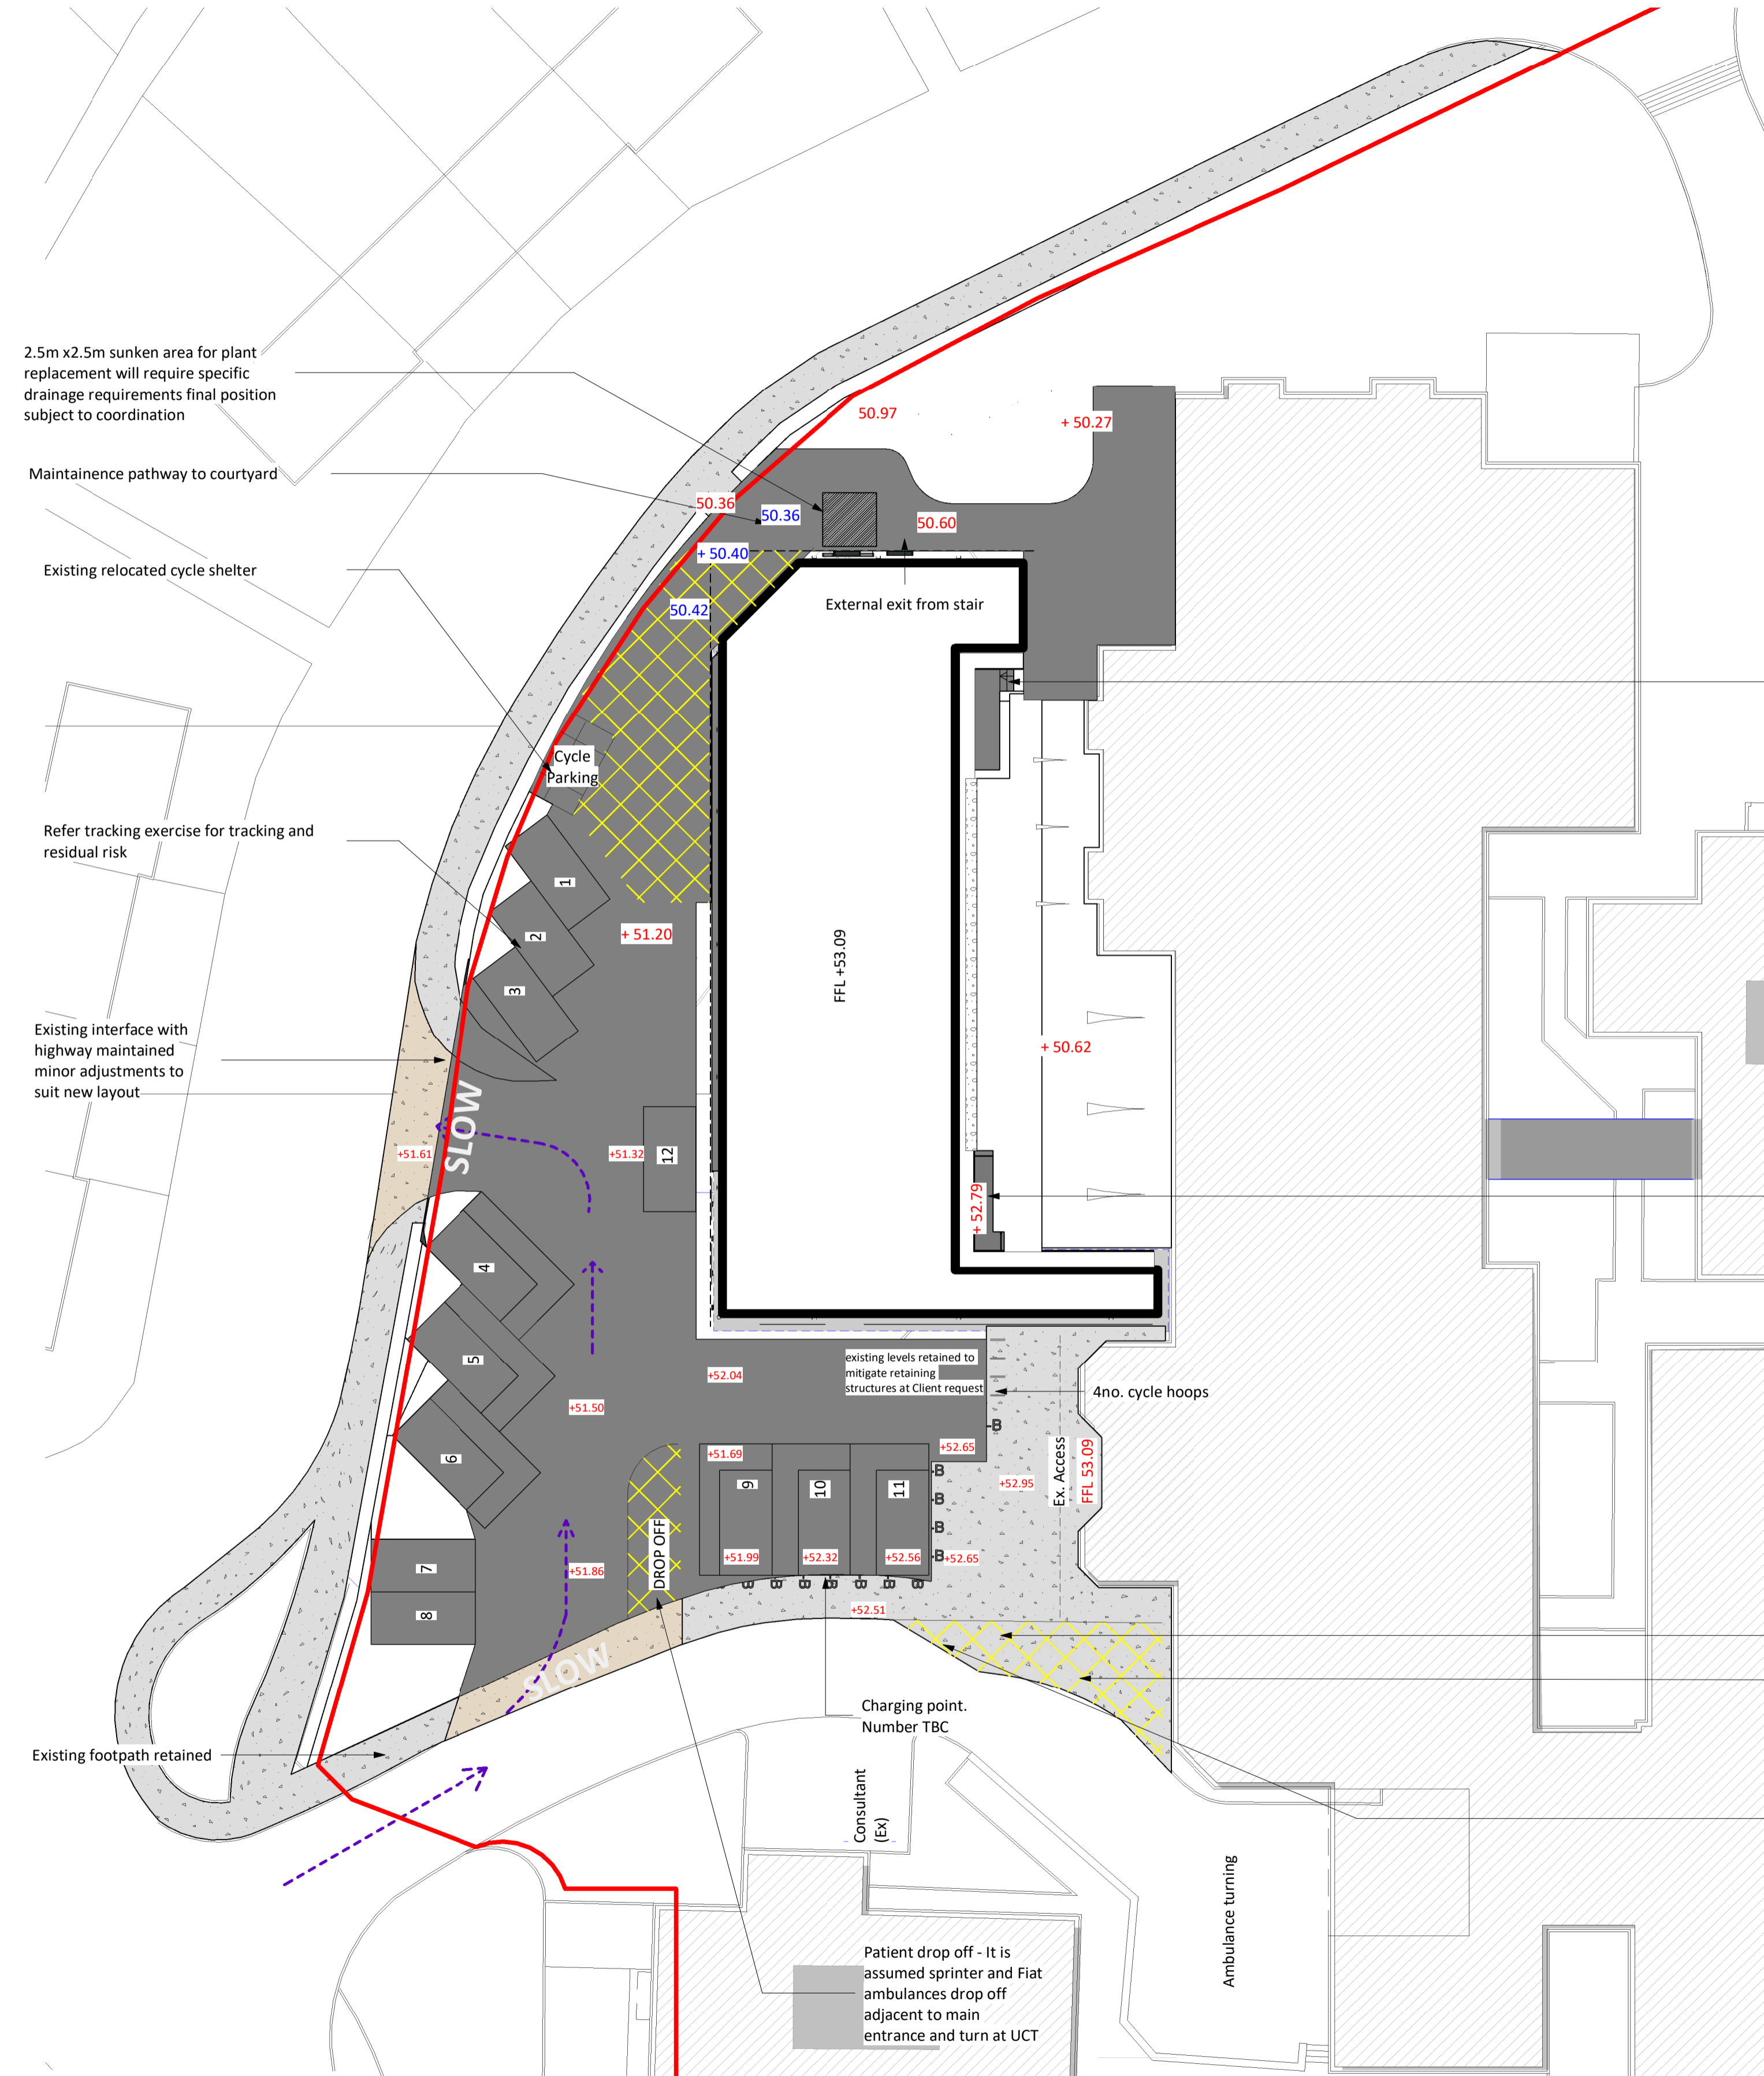 2.5m x2.5m sunken area for plant
replacement will require specific
drainage requirements final position
subject to coordination
50.97
+ 50.27
Maintainence pathway to courtyard
50.36
50.36
50.60
+ 50.40
Existing relocated cycle shelter
50.42
External exit from stair
Cycle
Parking
Refer tracking exercise for tracking and
residual risk
1
2
3
+ 51.20
FFL +53.09
Existing interface with
highway maintained
minor adjustments to
suit new layout
+ 50.62
SLOW
+51.61
+51.32
12
+ 52.79
4
5
6
+52.04
existing levels retained to
mitigate retaining
structures at Client request
4no. cycle hoops
+51.50
B
+51.69
+52.65
Ex. Access
FFL 53.09
9
10
11
B
B
B
B
+52.95
DROP OFF
+51.99
+52.32
+52.56
+52.65
7
8
+51.86
B
B
B
B
B
B
B
+52.51
SLOW
Charging point.
Number TBC
Existing footpath retained
Consultant
(Ex)
Ambulance turning
Patient drop off - It is
assumed sprinter and Fiat
ambulances drop off
adjacent to main
entrance and turn at UCT